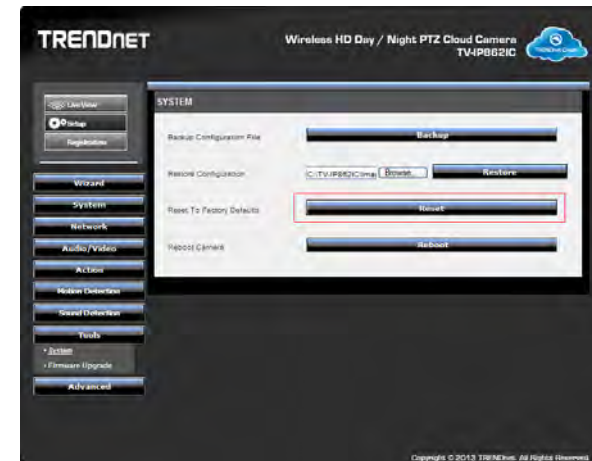 TRENDNET
Wireless HD Day / Night PTZ Cloud Camera
TV-IP862IC
Live View
Setup
Registration
SYSTEM
Backup Configuration File
Backup
Restore Configuration
Browse...
Restore
Reset To Factory Defaults
Reset
Reboot Camera
Reboot
Wizard
System
Network
Audio/Video
Action
Motion Detection
Sound Detection
Tools
• System
• Firmware Upgrade
Advanced
Copyright © 2013 TRENDnet. All Rights Reserved.